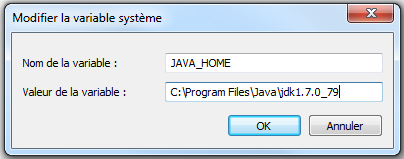 Modifier la variable système
Nom de la variable : JAVA_HOME
Valeur de la variable : C:\Program Files\Java\jdk1.7.0_79
OK Annuler